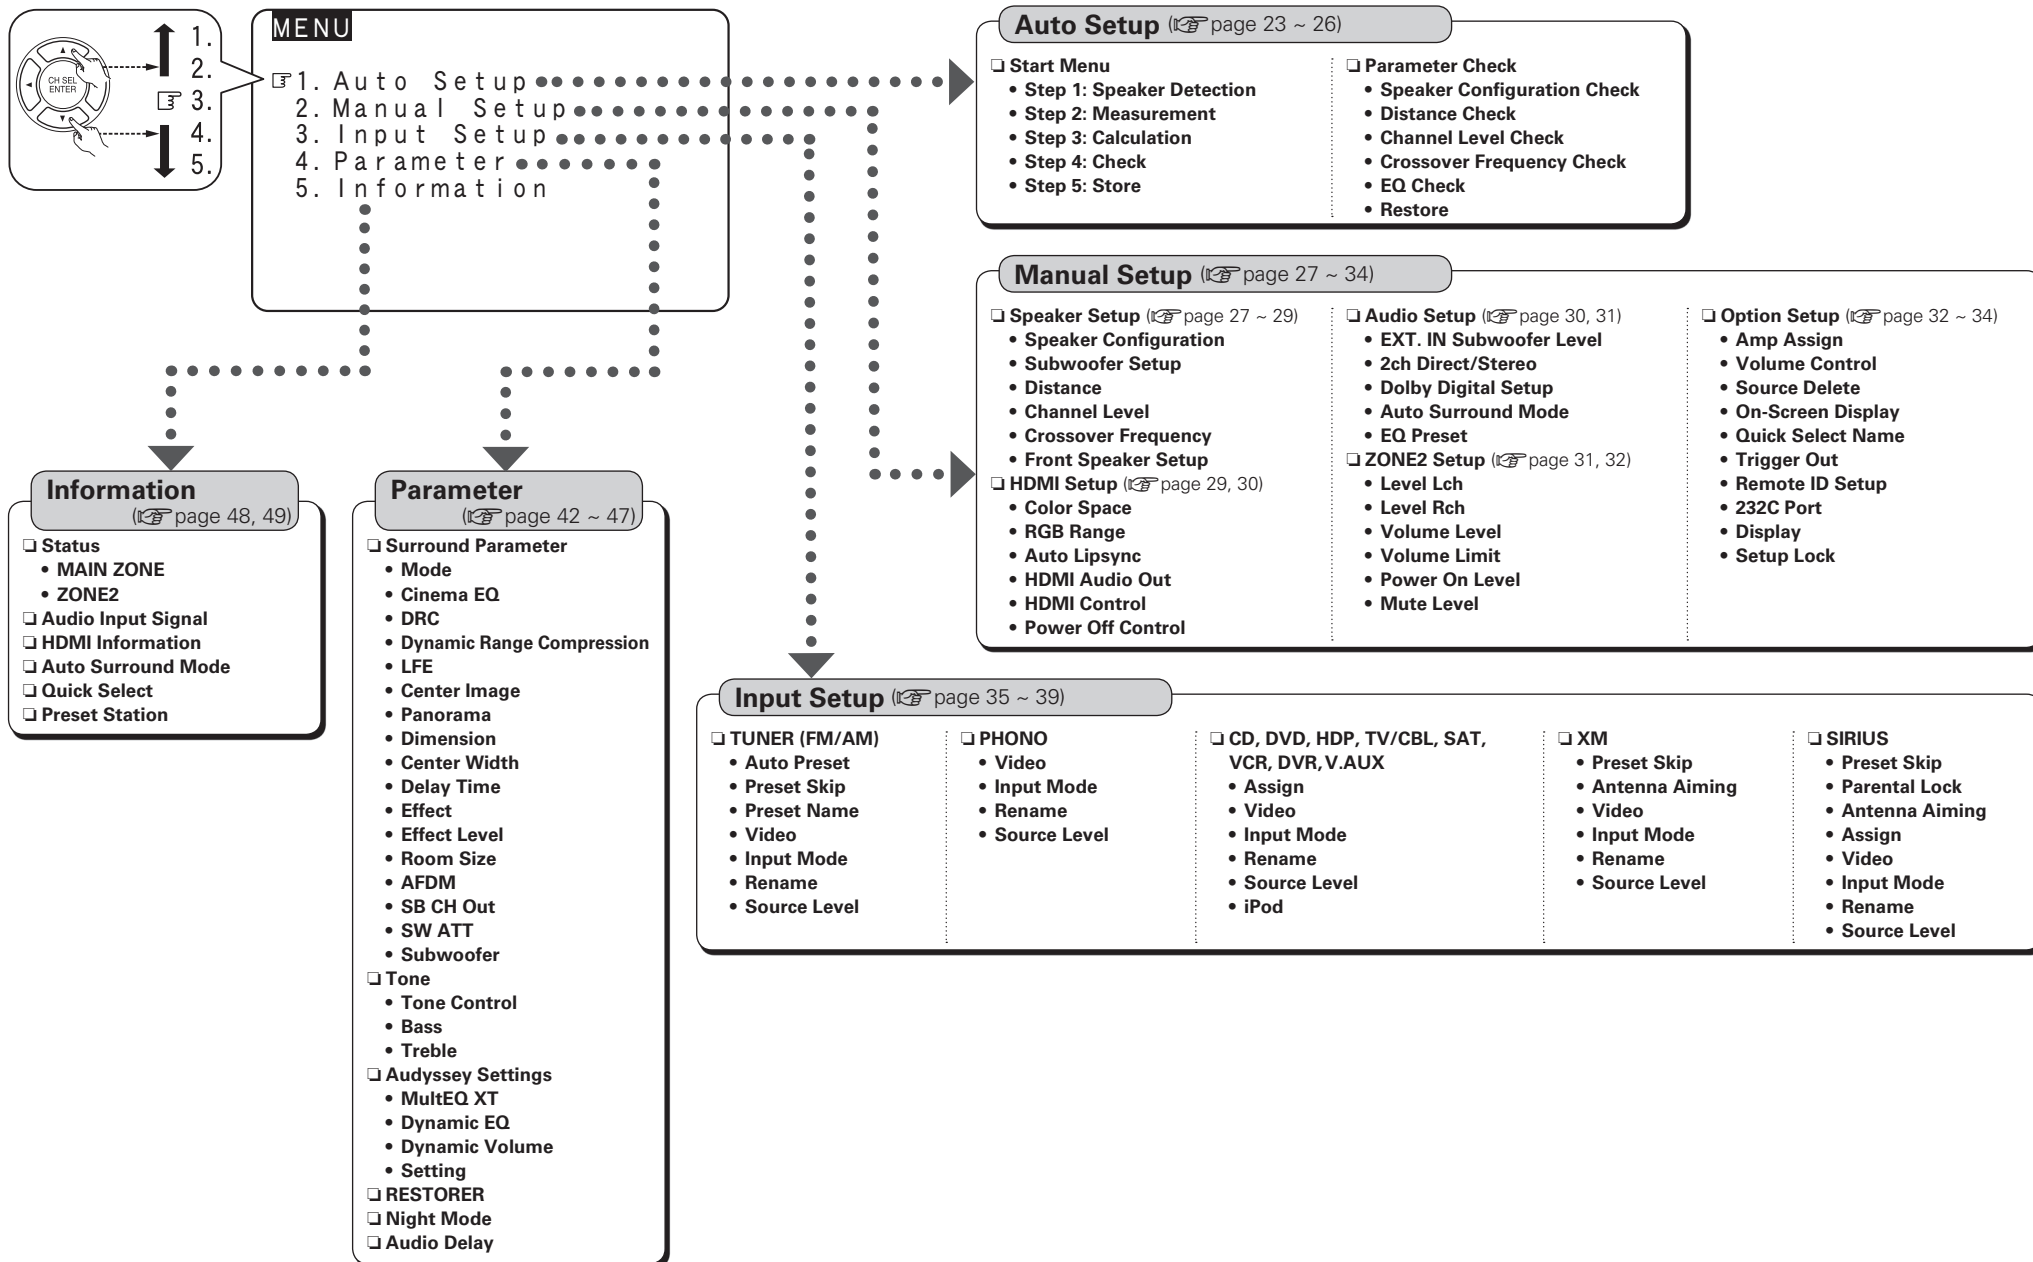 1.
2.
3.
4.
5.
CH SEL
ENTER
MENU
☞1. Auto Setup
2. Manual Setup
3. Input Setup
4. Parameter
5. Information
Auto Setup (☞page 23 ~ 26)
❏ Start Menu
• Step 1: Speaker Detection
• Step 2: Measurement
• Step 3: Calculation
• Step 4: Check
• Step 5: Store
❏ Parameter Check
• Speaker Configuration Check
• Distance Check
• Channel Level Check
• Crossover Frequency Check
• EQ Check
• Restore
Manual Setup (☞page 27 ~ 34)
❏ Speaker Setup (☞page 27 ~ 29)
• Speaker Configuration
• Subwoofer Setup
• Distance
• Channel Level
• Crossover Frequency
• Front Speaker Setup
❏ HDMI Setup (☞page 29, 30)
• Color Space
• RGB Range
• Auto Lipsync
• HDMI Audio Out
• HDMI Control
• Power Off Control
❏ Audio Setup (☞page 30, 31)
• EXT. IN Subwoofer Level
• 2ch Direct/Stereo
• Dolby Digital Setup
• Auto Surround Mode
• EQ Preset
❏ ZONE2 Setup (☞page 31, 32)
• Level Lch
• Level Rch
• Volume Level
• Volume Limit
• Power On Level
• Mute Level
❏ Option Setup (☞page 32 ~ 34)
• Amp Assign
• Volume Control
• Source Delete
• On-Screen Display
• Quick Select Name
• Trigger Out
• Remote ID Setup
• 232C Port
• Display
• Setup Lock
Information
(☞page 48, 49)
❏ Status
• MAIN ZONE
• ZONE2
❏ Audio Input Signal
❏ HDMI Information
❏ Auto Surround Mode
❏ Quick Select
❏ Preset Station
Parameter
(☞page 42 ~ 47)
❏ Surround Parameter
• Mode
• Cinema EQ
• DRC
• Dynamic Range Compression
• LFE
• Center Image
• Panorama
• Dimension
• Center Width
• Delay Time
• Effect
• Effect Level
• Room Size
• AFDM
• SB CH Out
• SW ATT
• Subwoofer
❏ Tone
• Tone Control
• Bass
• Treble
❏ Audyssey Settings
• MultEQ XT
• Dynamic EQ
• Dynamic Volume
• Setting
❏ RESTORER
❏ Night Mode
❏ Audio Delay
Input Setup (☞page 35 ~ 39)
❏ TUNER (FM/AM)
• Auto Preset
• Preset Skip
• Preset Name
• Video
• Input Mode
• Rename
• Source Level
❏ PHONO
• Video
• Input Mode
• Rename
• Source Level
❏ CD, DVD, HDP, TV/CBL, SAT,
VCR, DVR, V.AUX
• Assign
• Video
• Input Mode
• Rename
• Source Level
• iPod
❏ XM
• Preset Skip
• Antenna Aiming
• Video
• Input Mode
• Rename
• Source Level
❏ SIRIUS
• Preset Skip
• Parental Lock
• Antenna Aiming
• Assign
• Video
• Input Mode
• Rename
• Source Level